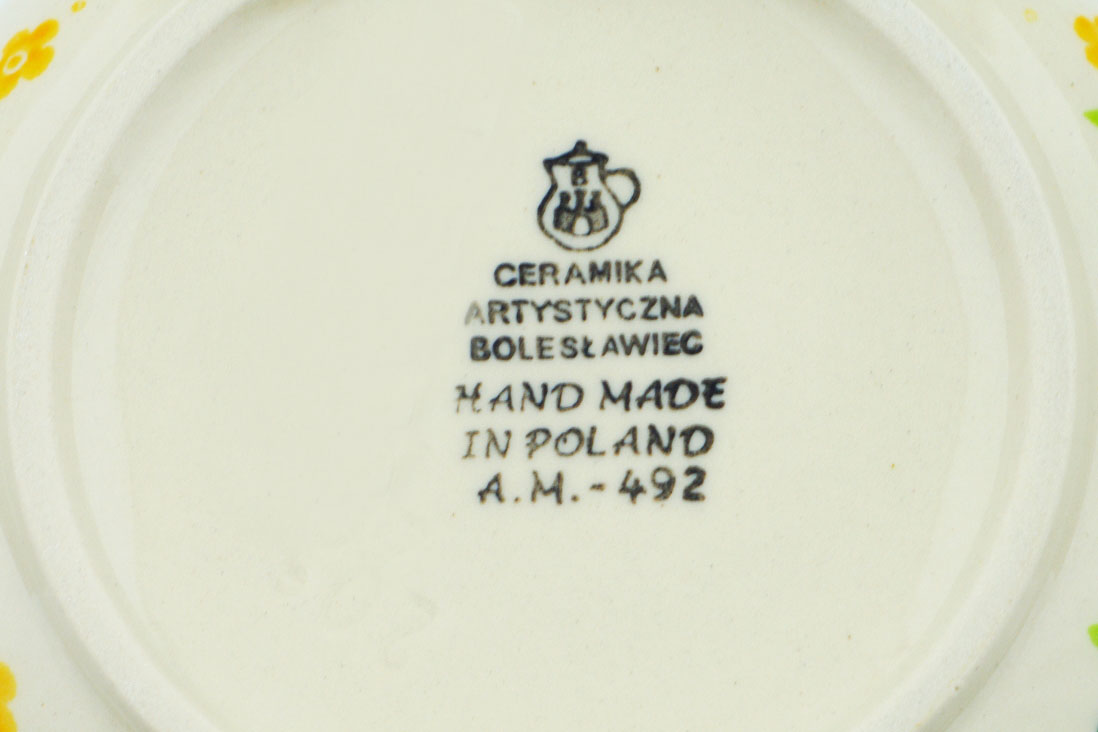 CERAMIKA
ARTYSTYCZNA
BOLESŁAWIEC
HAND MADE
IN POLAND
A.M.-492